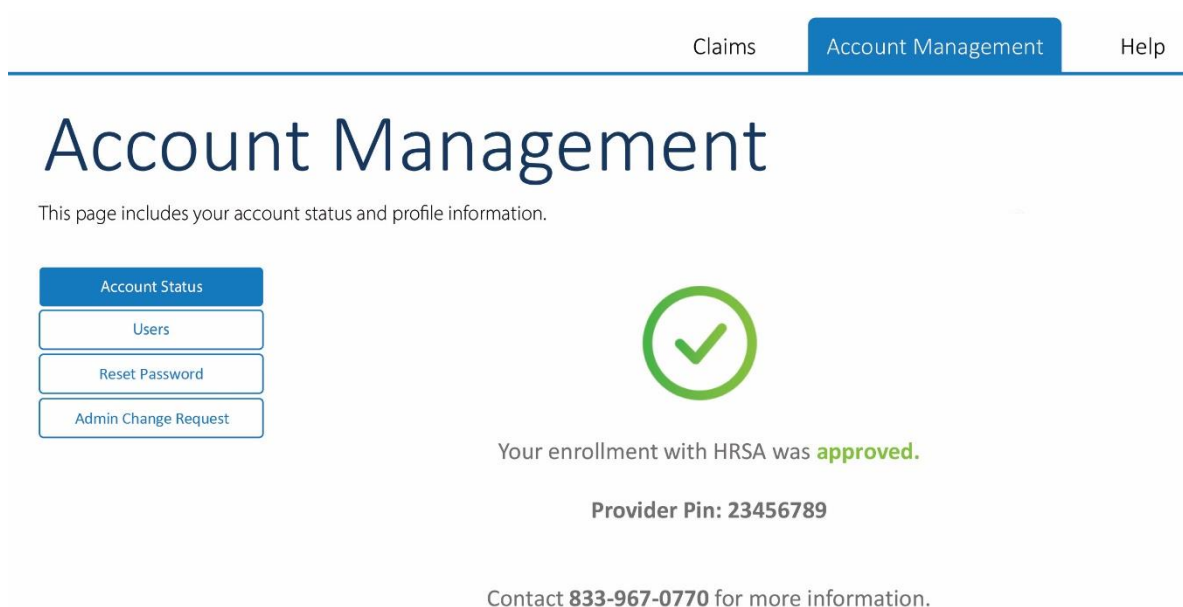 Claims Account Management Help
Account Management
This page includes your account status and profile information.
Account Status
Users
Reset Password
Admin Change Request
Your enrollment with HRSA was approved.
Provider Pin: 23456789
Contact 833-967-0770 for more information.